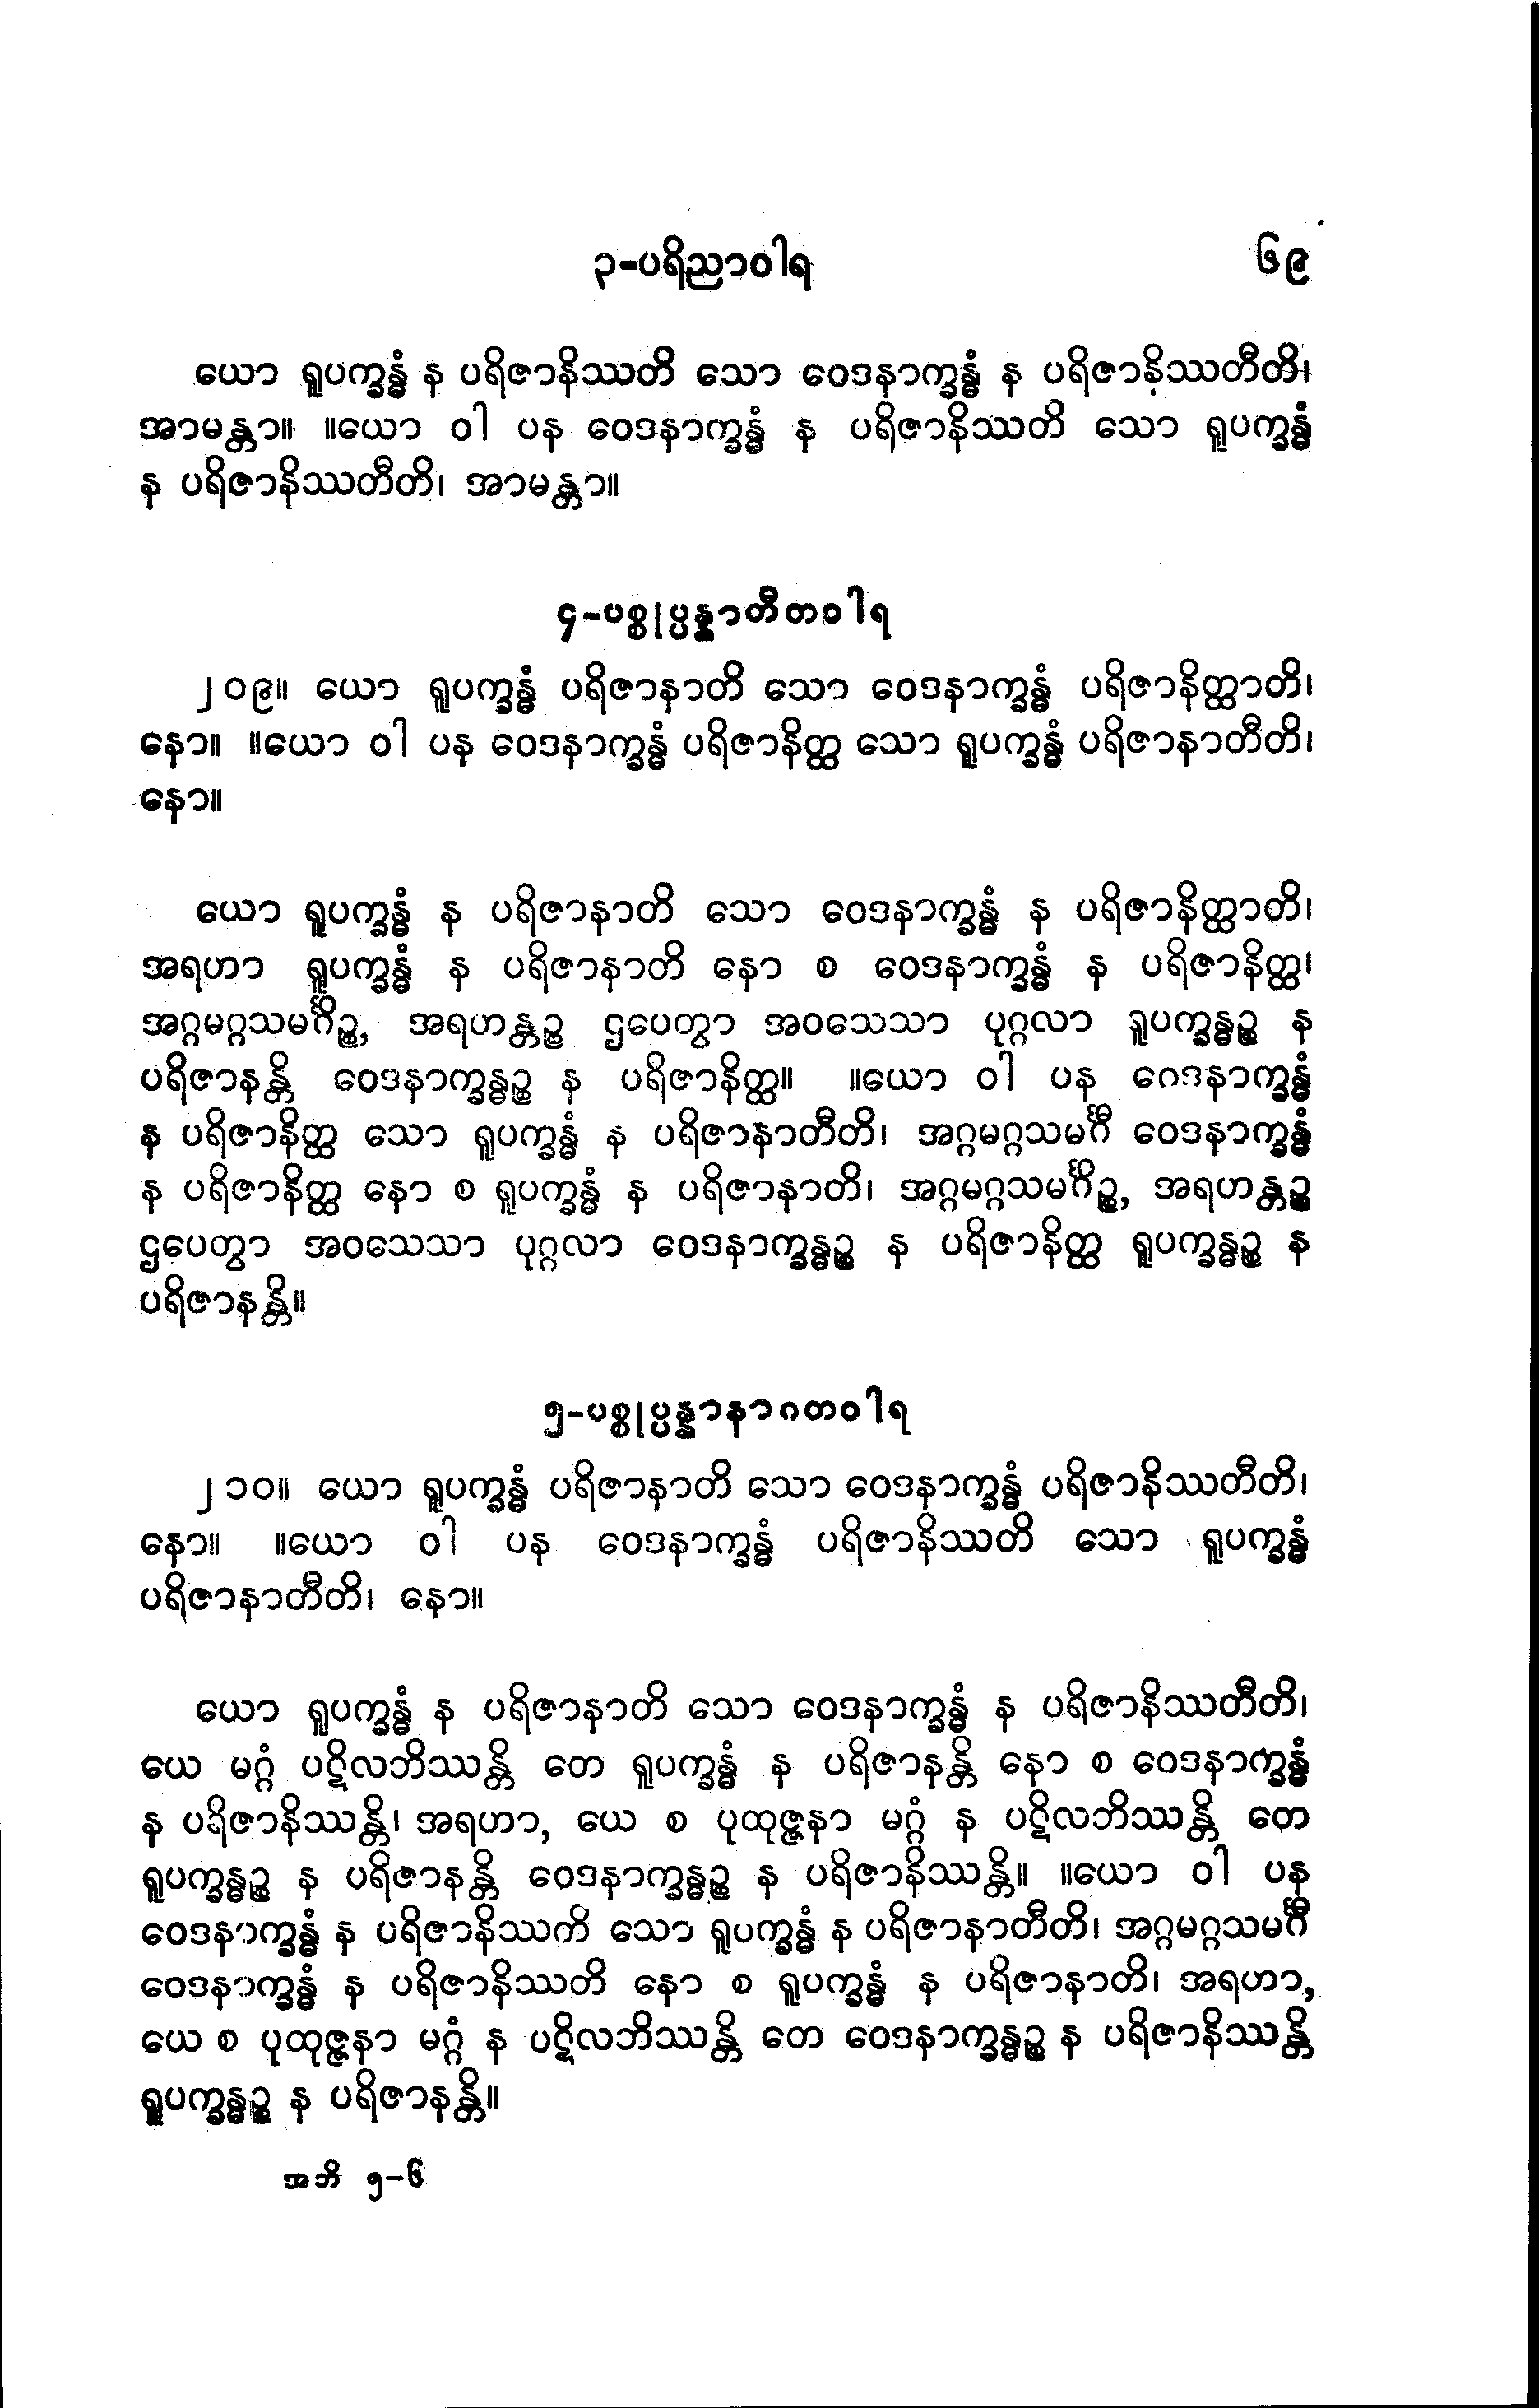 ၃-ပရိညာဝါရ ၆၉
ယော ရူပက္ခန္ဓံ န ပရိဇာနိဿတိ သော ဝေဒနာက္ခန္ဓံ န ပရိဇာနိဿတီတိ၊
အာမန္တာ။ ။ယော ဝါ ပန ဝေဒနာက္ခန္ဓံ န ပရိဇာနိဿတိ သော ရူပက္ခန္ဓံ
န ပရိဇာနိဿတီတိ၊ အာမန္တာ။
၄-ပစ္စုပ္ပန္နာတီတဝါရ
၂၀၉။ ယော ရူပက္ခန္ဓံ ပရိဇာနာတိ သော ဝေဒနာက္ခန္ဓံ ပရိဇာနိတ္ထာတိ၊
နော။ ။ယော ဝါ ပန ဝေဒနာက္ခန္ဓံ ပရိဇာနိတ္ထ သော ရူပက္ခန္ဓံ ပရိဇာနာတီတိ၊
နော။
ယော ရူပက္ခန္ဓံ န ပရိဇာနာတိ သော ဝေဒနာက္ခန္ဓံ န ပရိဇာနိတ္ထာတိ၊
အရဟာ ရူပက္ခန္ဓံ န ပရိဇာနာတိ နော စ ဝေဒနာက္ခန္ဓံ န ပရိဇာနိတ္ထ၊
အဂ္ဂမဂ္ဂသမင်္ဂိဉ္စ, အရဟန္တဉ္စ ဌပေတွာ အဝသေသာ ပုဂ္ဂလာ ရူပက္ခန္ဓဉ္စ န
ပရိဇာနန္တိ ဝေဒနာက္ခန္ဓဉ္စ န ပရိဇာနိတ္ထ။ ။ယော ဝါ ပန ဝေဒနာက္ခန္ဓံ
န ပရိဇာနိတ္ထ သော ရူပက္ခန္ဓံ န ပရိဇာနာတီတိ၊ အဂ္ဂမဂ္ဂသမင်္ဂီ ဝေဒနာက္ခန္ဓံ
န ပရိဇာနိတ္ထ နော စ ရူပက္ခန္ဓံ န ပရိဇာနာတိ၊ အဂ္ဂမဂ္ဂသမင်္ဂိဉ္စ, အရဟန္တဉ္စ
ဌပေတွာ အဝသေသာ ပုဂ္ဂလာ ဝေဒနာက္ခန္ဓဉ္စ န ပရိဇာနိတ္ထ ရူပက္ခန္ဓဉ္စ န
ပရိဇာနန္တိ။
၅-ပစ္စုပ္ပန္နာနာဂတဝါရ
၂၁၀။ ယော ရူပက္ခန္ဓံ ပရိဇာနာတိ သော ဝေဒနာက္ခန္ဓံ ပရိဇာနိဿတီတိ၊
နော။ ။ယော ဝါ ပန ဝေဒနာက္ခန္ဓံ ပရိဇာနိဿတိ သော ရူပက္ခန္ဓံ
ပရိဇာနာတီတိ၊ နော။
ယော ရူပက္ခန္ဓံ န ပရိဇာနာတိ သော ဝေဒနာက္ခန္ဓံ န ပရိဇာနိဿတီတိ၊
ယေ မဂ္ဂံ ပဋိလဘိဿန္တိ တေ ရူပက္ခန္ဓံ န ပရိဇာနန္တိ နော စ ဝေဒနာက္ခန္ဓံ
န ပရိဇာနိဿန္တိ၊ အရဟာ, ယေ စ ပုထုဇ္ဇနာ မဂ္ဂံ န ပဋိလဘိဿန္တိ တေ
ရူပက္ခန္ဓဉ္စ န ပရိဇာနန္တိ ဝေဒနာက္ခန္ဓဉ္စ န ပရိဇာနိဿန္တိ။ ။ယော ဝါ ပန
ဝေဒနာက္ခန္ဓံ န ပရိဇာနိဿတိ သော ရူပက္ခန္ဓံ န ပရိဇာနာတီတိ၊ အဂ္ဂမဂ္ဂသမင်္ဂီ
ဝေဒနာက္ခန္ဓံ န ပရိဇာနိဿတိ နော စ ရူပက္ခန္ဓံ န ပရိဇာနာတိ၊ အရဟာ,
ယေ စ ပုထုဇ္ဇနာ မဂ္ဂံ န ပဋိလဘိဿန္တိ တေ ဝေဒနာက္ခန္ဓဉ္စ န ပရိဇာနိဿန္တိ
ရူပက္ခန္ဓဉ္စ န ပရိဇာနန္တိ။
အဘိ ၅-၆